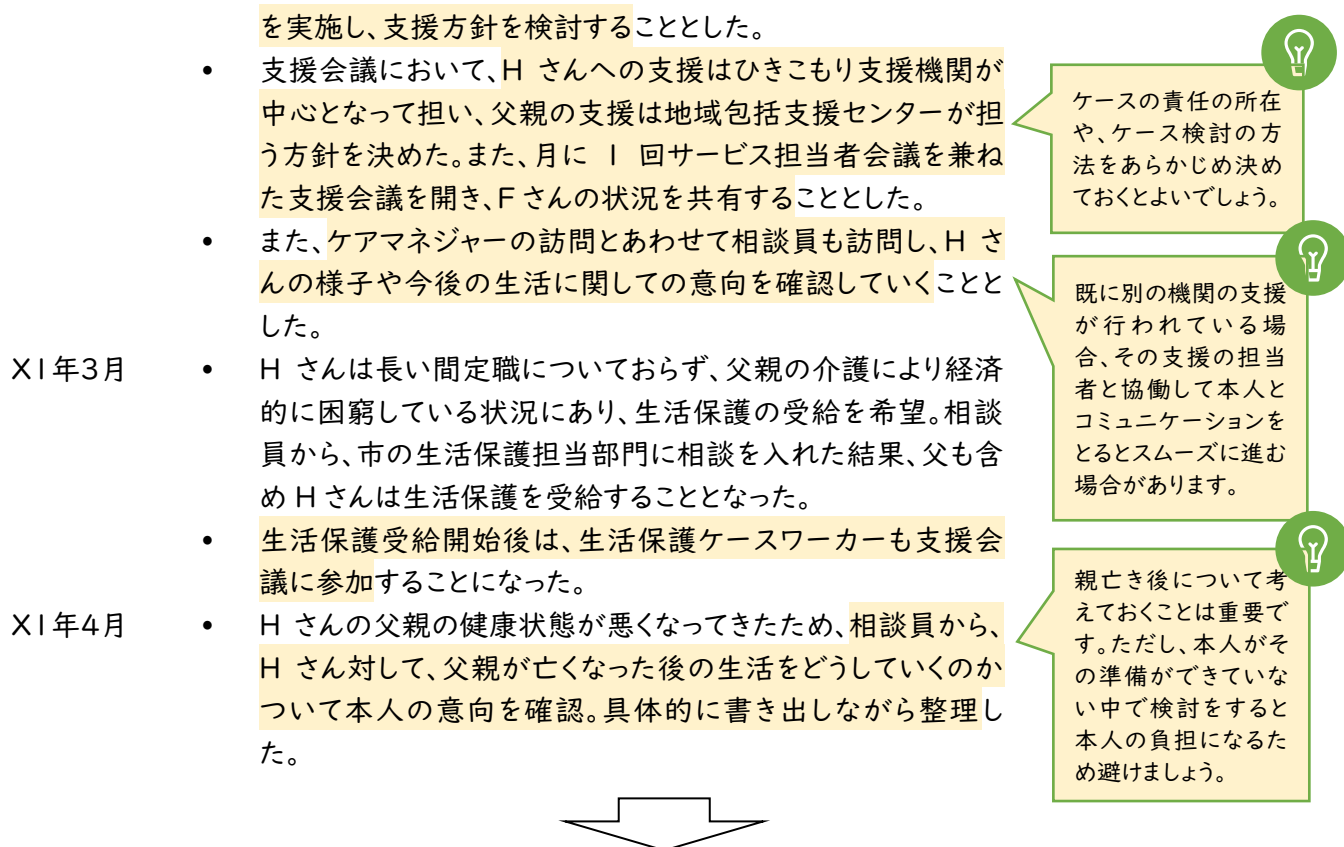 を実施し、支援方針を検討することとした。
• 支援会議において、H さんへの支援はひきこもり支援機関が
中心となって担い、父親の支援は地域包括支援センターが担
う方針を決めた。また、月に 1 回サービス担当者会議を兼ね
た支援会議を開き、Fさんの状況を共有することとした。
ケースの責任の所在
や、ケース検討の方
法をあらかじめ決め
ておくとよいでしょう。
• また、ケアマネジャーの訪問とあわせて相談員も訪問し、H さ
んの様子や今後の生活に関しての意向を確認していくことと
した。
既に別の機関の支援
が行われている場
合、その支援の担当
者と協働して本人と
コミュニケーションを
とるとスムーズに進む
場合があります。
X1年3月 • H さんは長い間定職についておらず、父親の介護により経済
的に困窮している状況にあり、生活保護の受給を希望。相談
員から、市の生活保護担当部門に相談を入れた結果、父も含
め Hさんは生活保護を受給することとなった。
• 生活保護受給開始後は、生活保護ケースワーカーも支援会
議に参加することになった。
X1年4月 • H さんの父親の健康状態が悪くなってきたため、相談員から、
H さん対して、父親が亡くなった後の生活をどうしていくのか
ついて本人の意向を確認。具体的に書き出しながら整理し
た。
親亡き後について考
えておくことは重要で
す。ただし、本人がそ
の準備ができていな
い中で検討をすると
本人の負担になるた
め避けましょう。